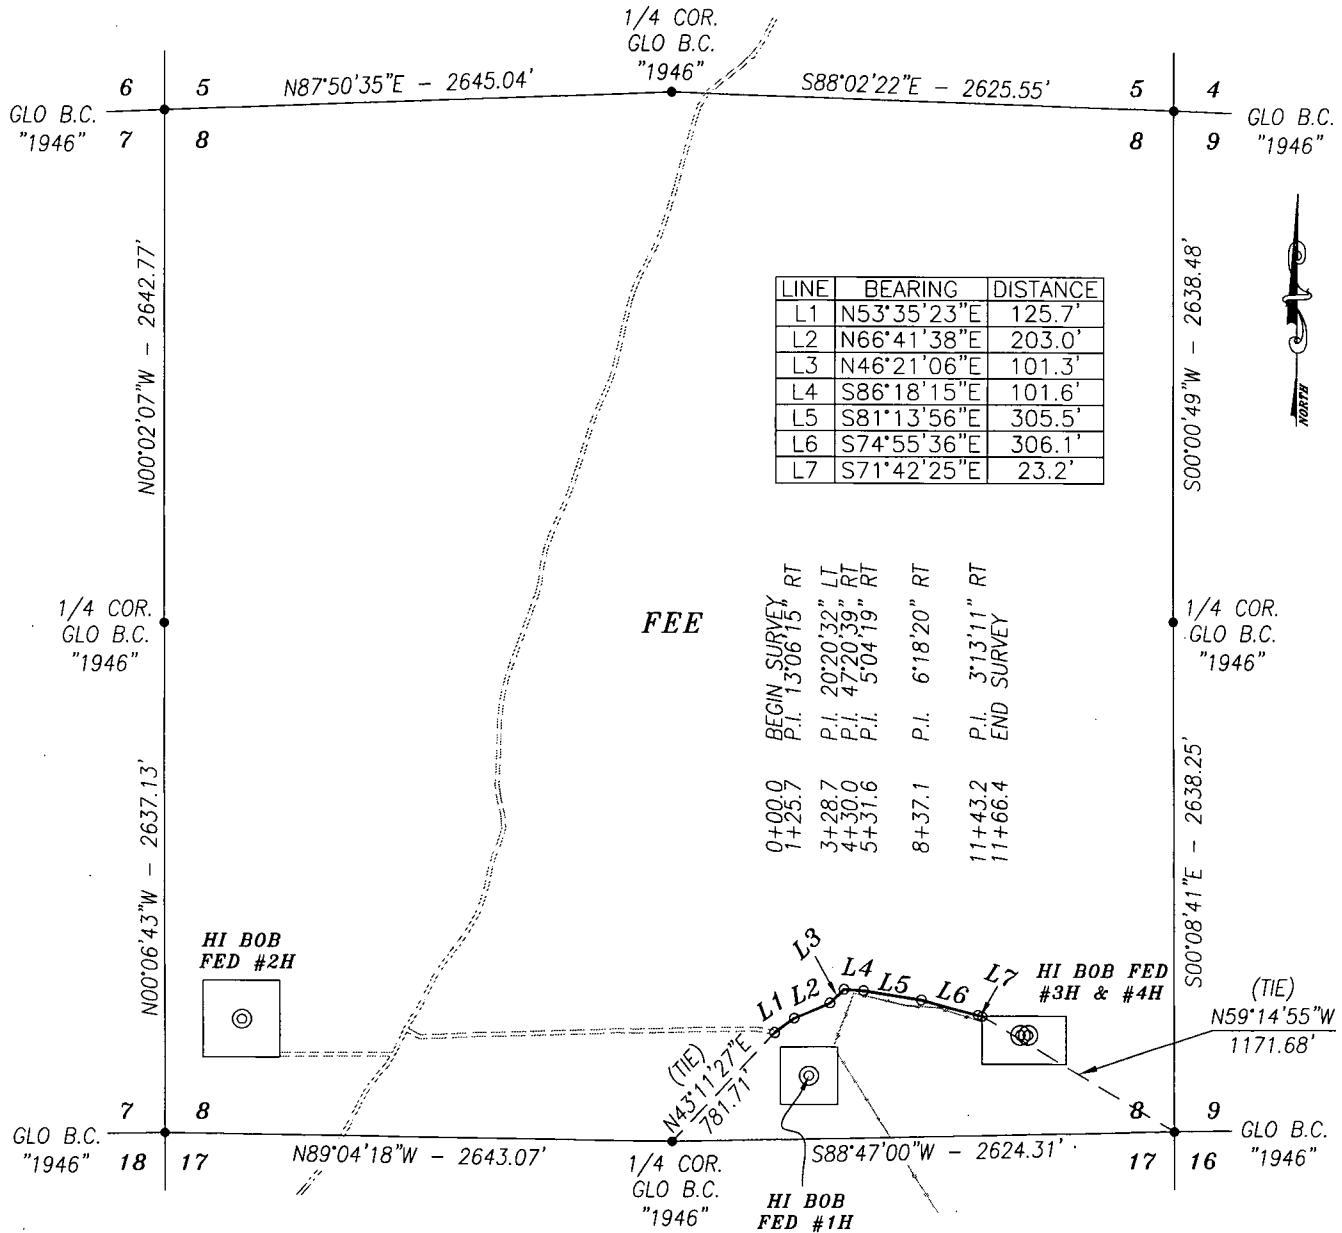 1/4 COR.
GLO B.C.
"1946"
6 5
N87°50'35"E - 2645.04'
S88°02'22"E - 2625.55'
5 4
GLO B.C.
"1946"
7 8
8 9
GLO B.C.
"1946"
N00°02'07"W - 2642.77'
S00°00'49"W - 2638.48'
NORTH
LINE BEARING DISTANCE
L1 N53°35'23"E 125.7'
L2 N66°41'38"E 203.0'
L3 N46°21'06"E 101.3'
L4 S86°18'15"E 101.6'
L5 S81°13'56"E 305.5'
L6 S74°55'36"E 306.1'
L7 S71°42'25"E 23.2'
1/4 COR.
GLO B.C.
"1946"
FEE
1/4 COR.
GLO B.C.
"1946"
0+00.0 BEGIN SURVEY
1+25.7 P.I. 13°06'15" RT
3+28.7 P.I. 20°20'32" LT
4+30.0 P.I. 47°20'39" RT
5+31.6 P.I. 5°04'19" RT
8+37.1 P.I. 6°18'20" RT
11+43.2 P.I. 3°13'11" RT
11+66.4 END SURVEY
N00°06'43"W - 2637.13'
S00°08'41"E - 2638.25'
HI BOB
FED #2H
L1
L2
L3
L4
L5
L6
L7
HI BOB FED
#3H & #4H
(TIE)
N59°14'55"W
1171.68'
(TIE)
N43°11'27"E
781.71'
7 8
8 9
GLO B.C.
"1946"
18 17
N89°04'18"W - 2643.07'
1/4 COR.
GLO B.C.
"1946"
S88°47'00"W - 2624.31'
17 16
GLO B.C.
"1946"
HI BOB
FED #1H